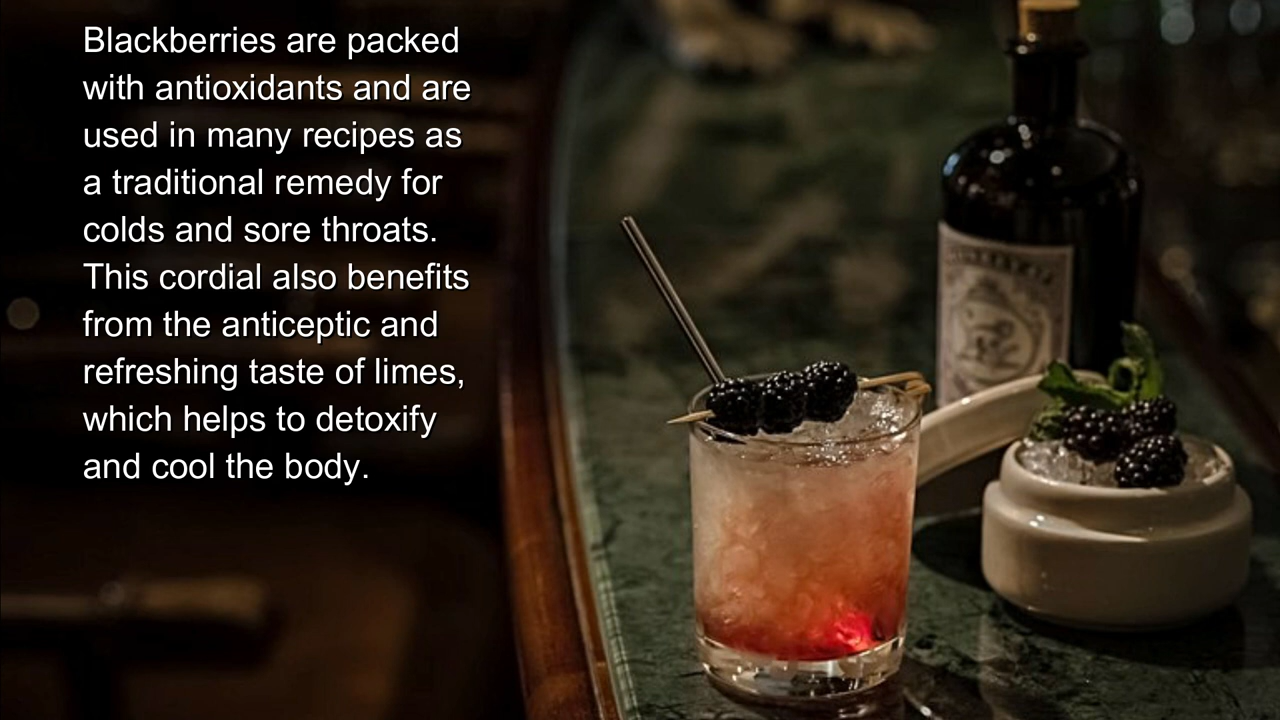 Blackberries are packed
with antioxidants and are
used in many recipes as
a traditional remedy for
colds and sore throats.
This cordial also benefits
from the anticeptic and
refreshing taste of limes,
which helps to detoxify
and cool the body.